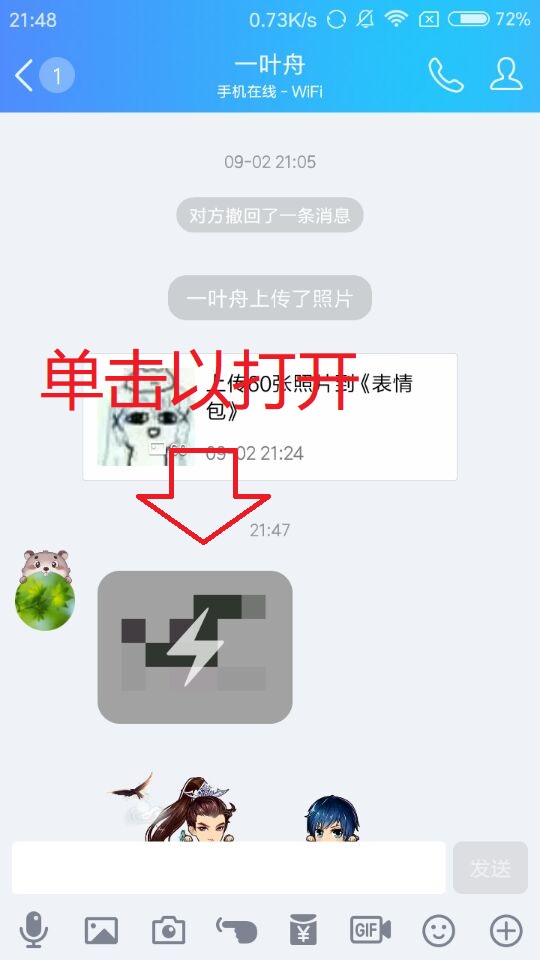 21:48 0.73K/s 72%
1 一叶舟
手机在线 - WiFi
09-02 21:05
对方撤回了一条消息
一叶舟上传了照片
单击以打开
上传60张照片到《表情
包》
09-02 21:24
21:47
发送
¥ GIF